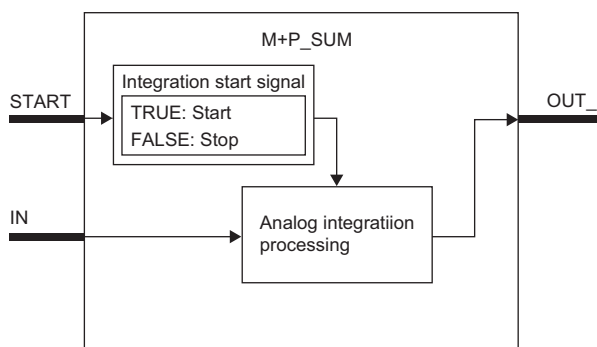 M+P_SUM
Integration start signal
START
TRUE: Start
OUT_
FALSE: Stop
IN
Analog integratiion
processing